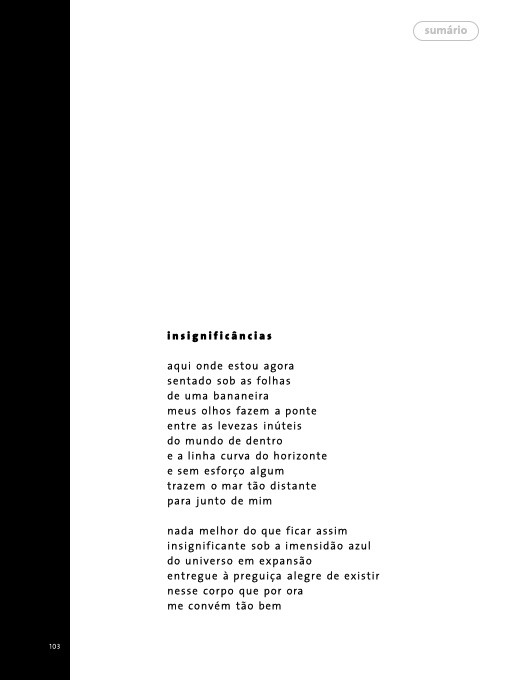 sumário
insignificâncias
aqui onde estou agora
sentado sob as folhas
de uma bananeira
meus olhos fazem a ponte
entre as levezas inúteis
do mundo de dentro
e a linha curva do horizonte
e sem esforço algum
trazem o mar tão distante
para junto de mim
nada melhor do que ficar assim
insignificante sob a imensidão azul
do universo em expansão
entregue à preguiça alegre de existir
nesse corpo que por ora
me convém tão bem
103